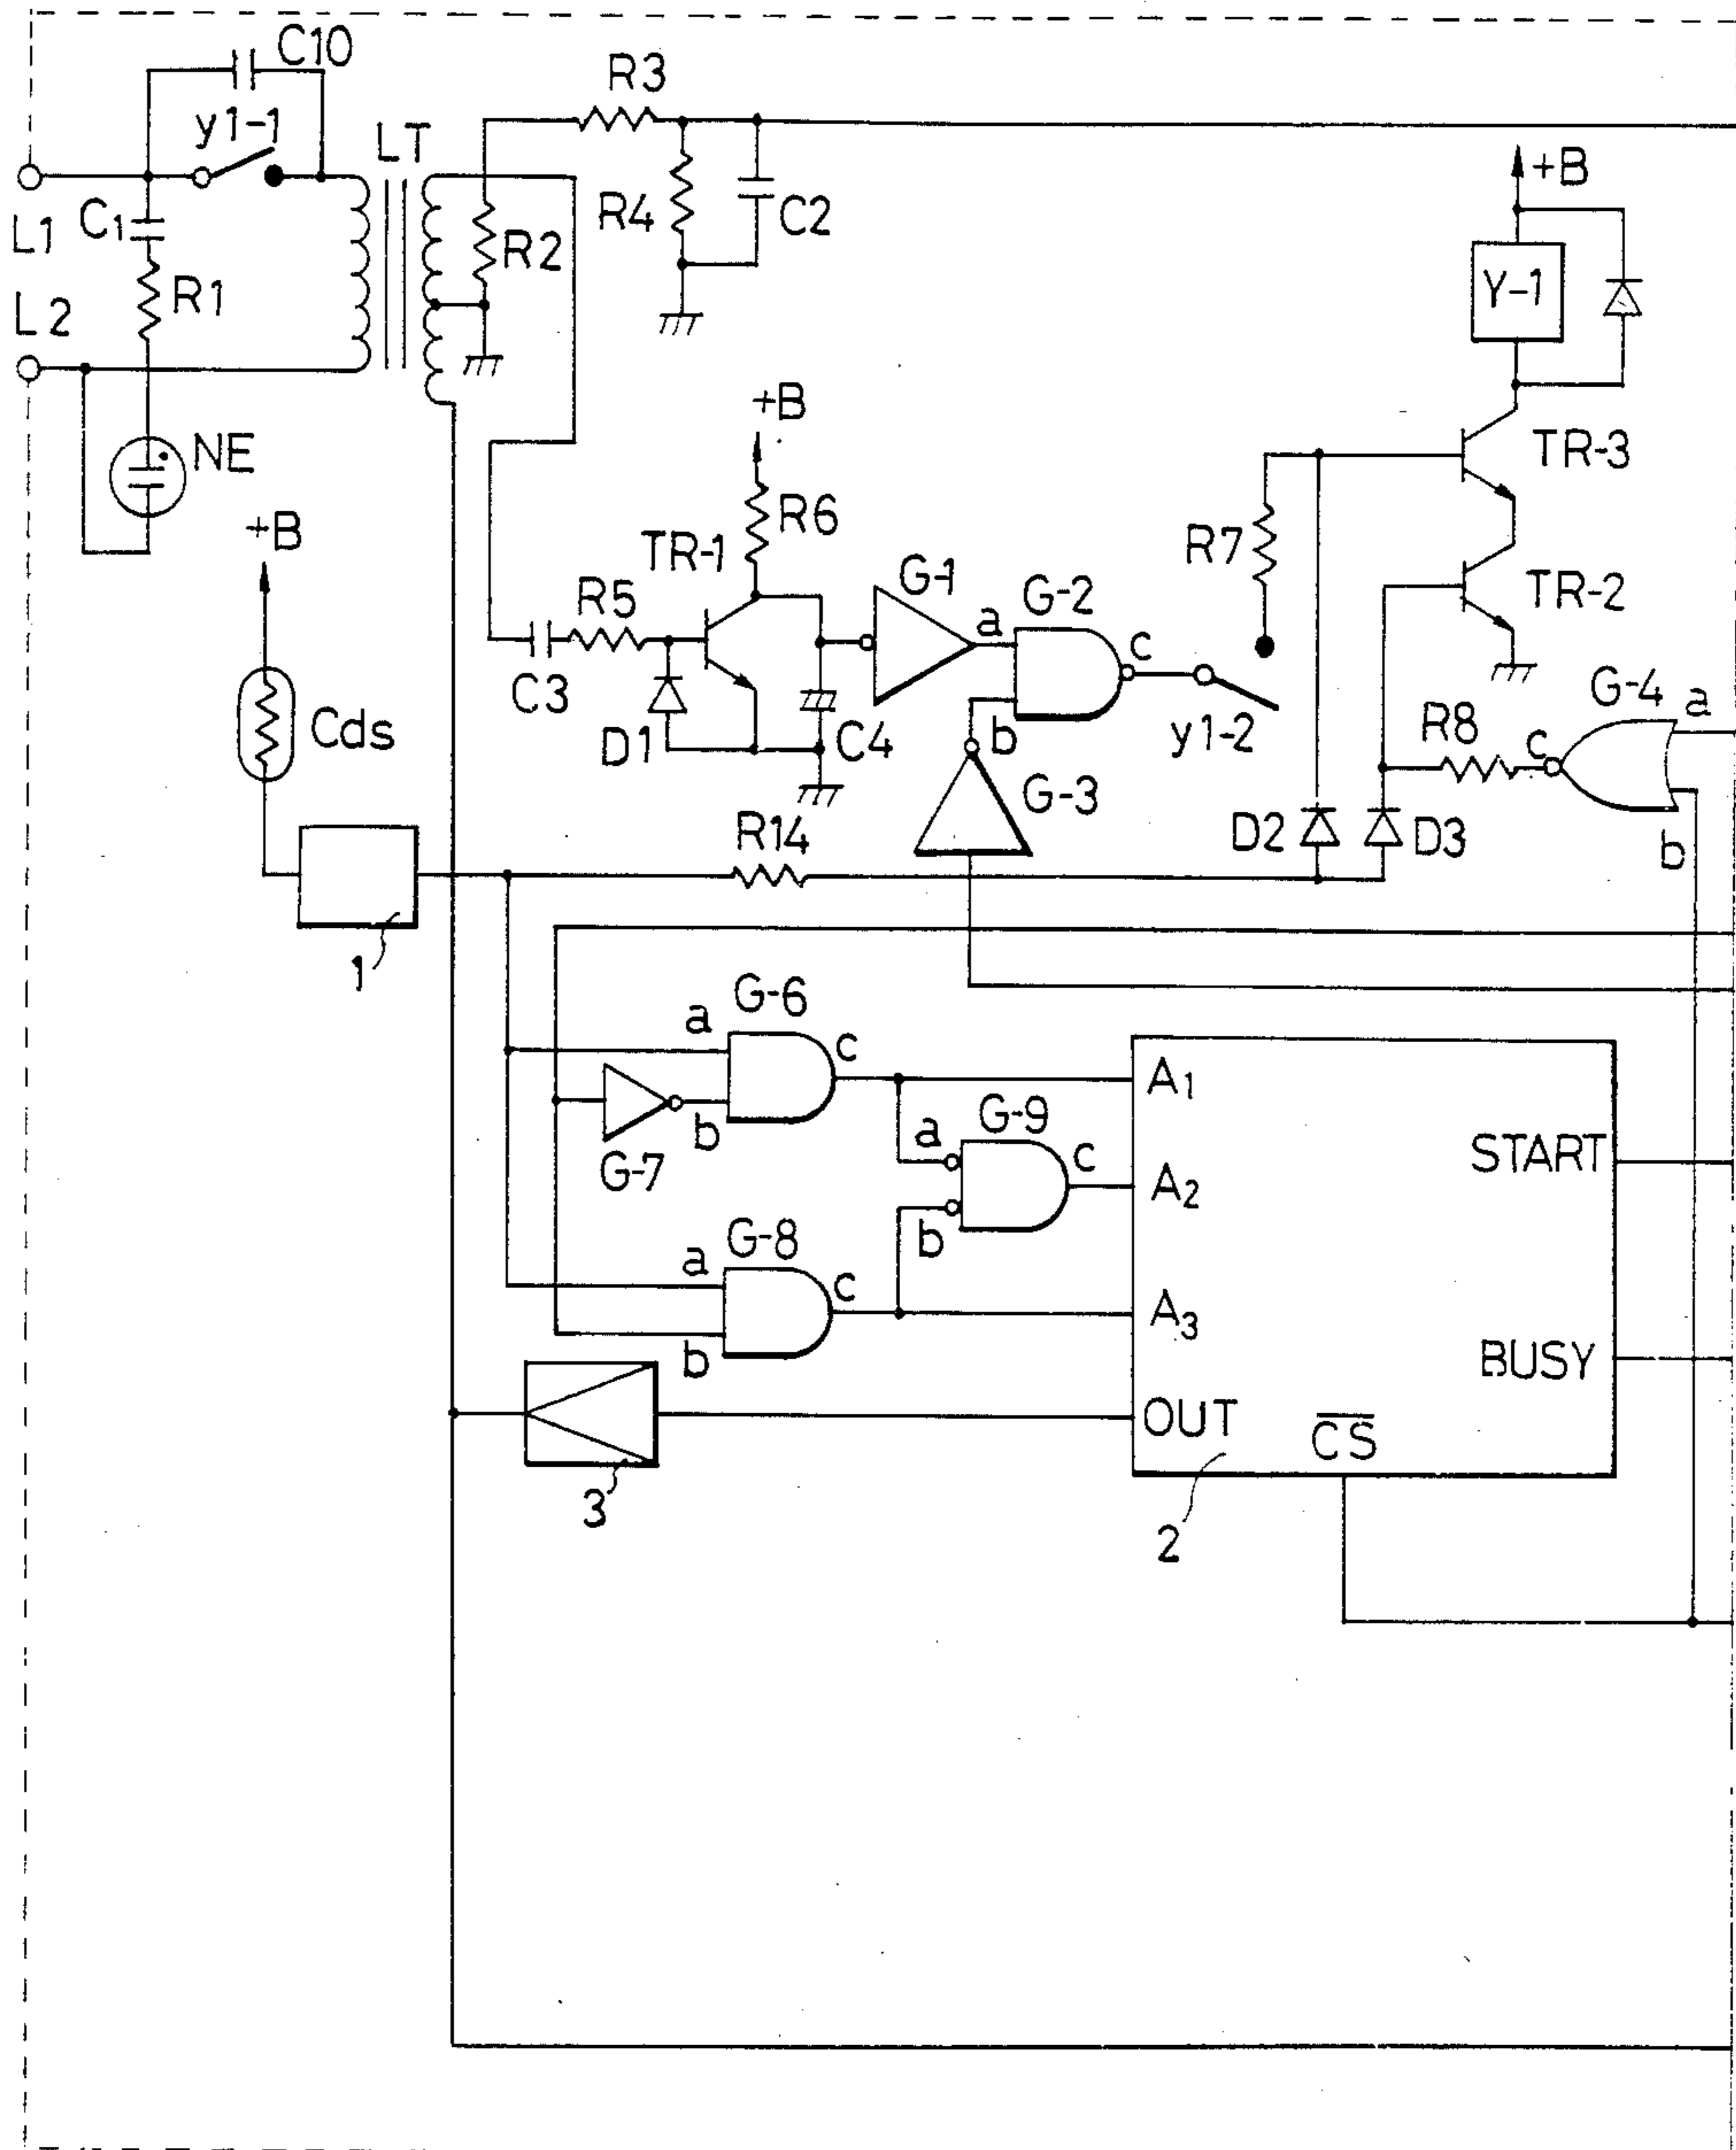 C10
R3
y1-1
LT
+B
L1
C1
R4
C2
R2
R1
Y-1
L2
+B
NE
TR-3
+B
R6
TR-1
R7
G-1
G-2
TR-2
R5
a
c
C3
b
y1-2
G-4
a
Cds
D1
C4
R8
c
G-3
R14
D2
D3
b
1
G-6
a
c
A1
G-9
b
a
c
START
G-7
A2
G-8
b
a
c
A3
BUSY
b
OUT
CS
3
2